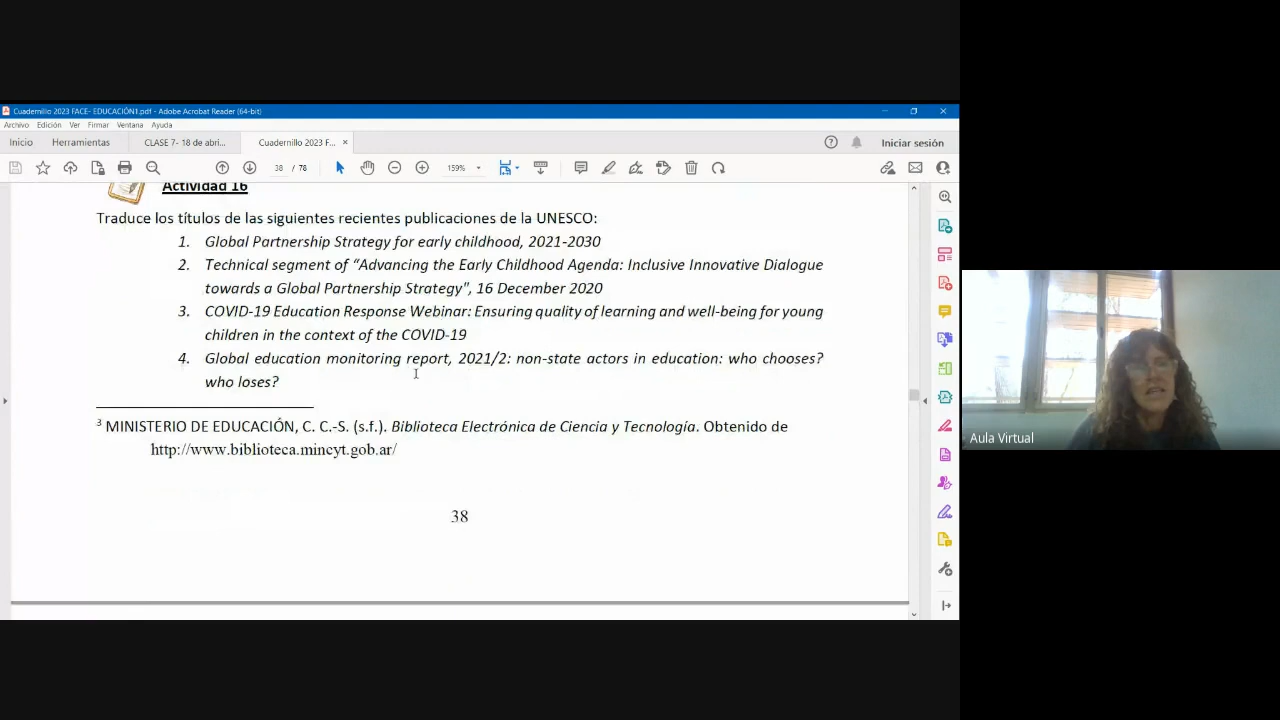 Cuadernillo 2023 FACE- EDUCACIÓN1.pdf - Adobe Acrobat Reader (64-bit)
Archivo Edición Ver Firmar Ventana Ayuda
Inicio Herramientas CLASE 7- 18 de abri... Cuadernillo 2023 F... Iniciar sesión
38 / 78 159%
Actividad 16
Traduce los títulos de las siguientes recientes publicaciones de la UNESCO:
1. Global Partnership Strategy for early childhood, 2021-2030
2. Technical segment of “Advancing the Early Childhood Agenda: Inclusive Innovative Dialogue
towards a Global Partnership Strategy", 16 December 2020
3. COVID-19 Education Response Webinar: Ensuring quality of learning and well-being for young
children in the context of the COVID-19
4. Global education monitoring report, 2021/2: non-state actors in education: who chooses?
who loses?
3 MINISTERIO DE EDUCACIÓN, C. C.-S. (s.f.). Biblioteca Electrónica de Ciencia y Tecnología. Obtenido de
http://www.biblioteca.mincyt.gob.ar/
38
Aula Virtual